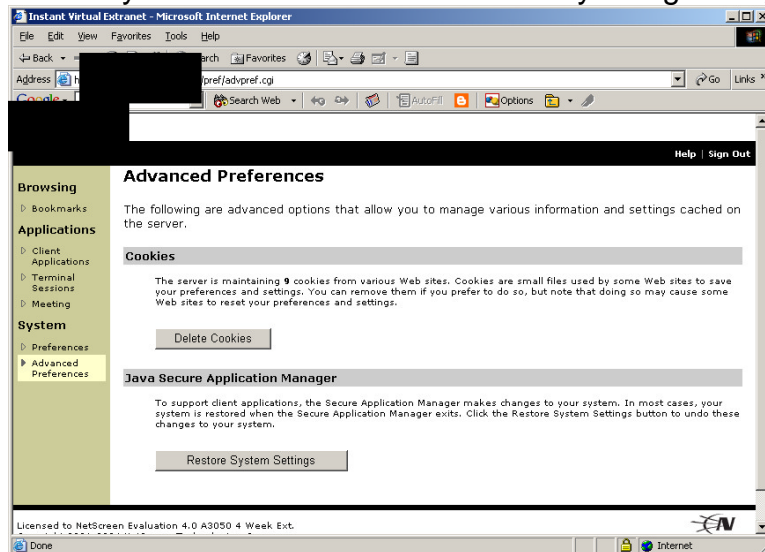 Instant Virtual Extranet - Microsoft Internet Explorer
File Edit View Favorites Tools Help
Back Favorites
Address /pref/advpref.cgi Go Links
Search Web AutoFill Options
Help | Sign Out
Browsing
Bookmarks
Applications
Client
Applications
Terminal
Sessions
Meeting
System
Preferences
Advanced
Preferences
Advanced Preferences
The following are advanced options that allow you to manage various information and settings cached on
the server.
Cookies
The server is maintaining 9 cookies from various Web sites. Cookies are small files used by some Web sites to save
your preferences and settings. You can remove them if you prefer to do so, but note that doing so may cause some
Web sites to reset your preferences and settings.
Delete Cookies
Java Secure Application Manager
To support client applications, the Secure Application Manager makes changes to your system. In most cases, your
system is restored when the Secure Application Manager exits. Click the Restore System Settings button to undo these
changes to your system.
Restore System Settings
Licensed to NetScreen Evaluation 4.0 A3050 4 Week Ext.
Done Internet